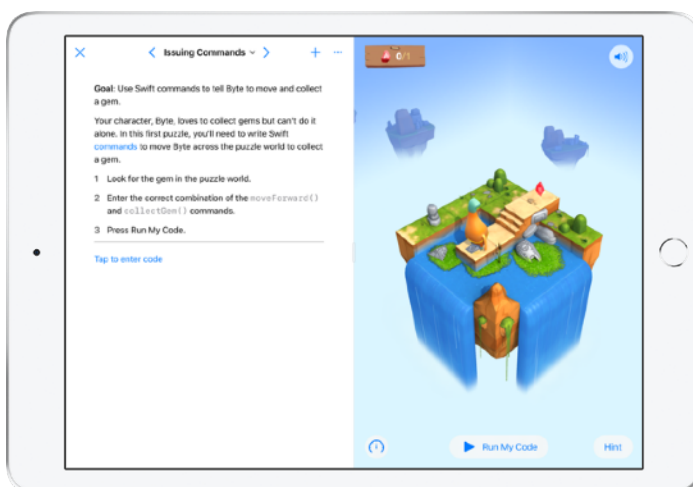 Issuing Commands
0/1
Goal: Use Swift commands to tell Byte to move and collect
a gem.
Your character, Byte, loves to collect gems but can't do it
alone. In this first puzzle, you'll need to write Swift
commands to move Byte across the puzzle world to collect
a gem.
1 Look for the gem in the puzzle world.
2 Enter the correct combination of the moveForward()
and collectGem() commands.
3 Press Run My Code.
Tap to enter code
Run My Code
Hint